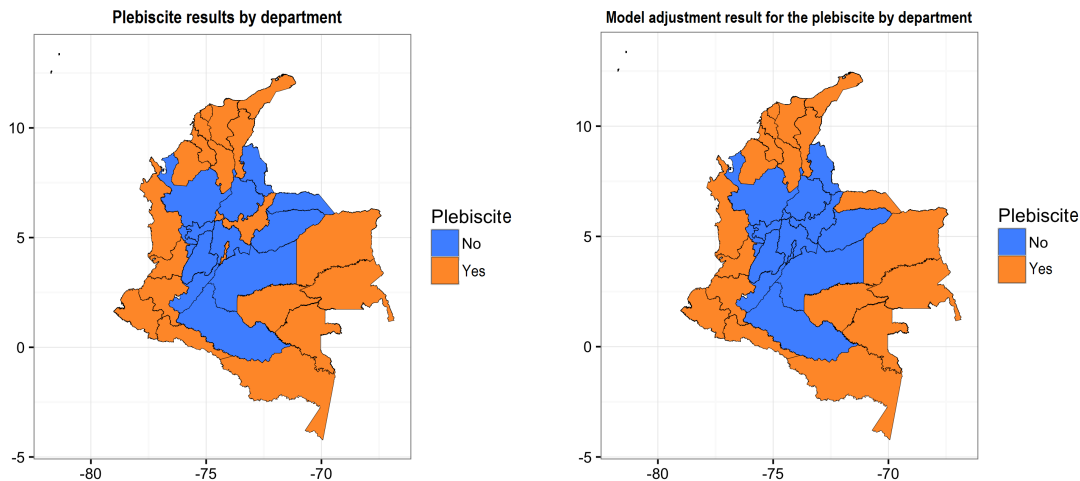 Plebiscite results by department
10
5
0
-5
-80
-75
-70
Plebiscite
No
Yes
Model adjustment result for the plebiscite by department
10
5
0
-5
-80
-75
-70
Plebiscite
No
Yes